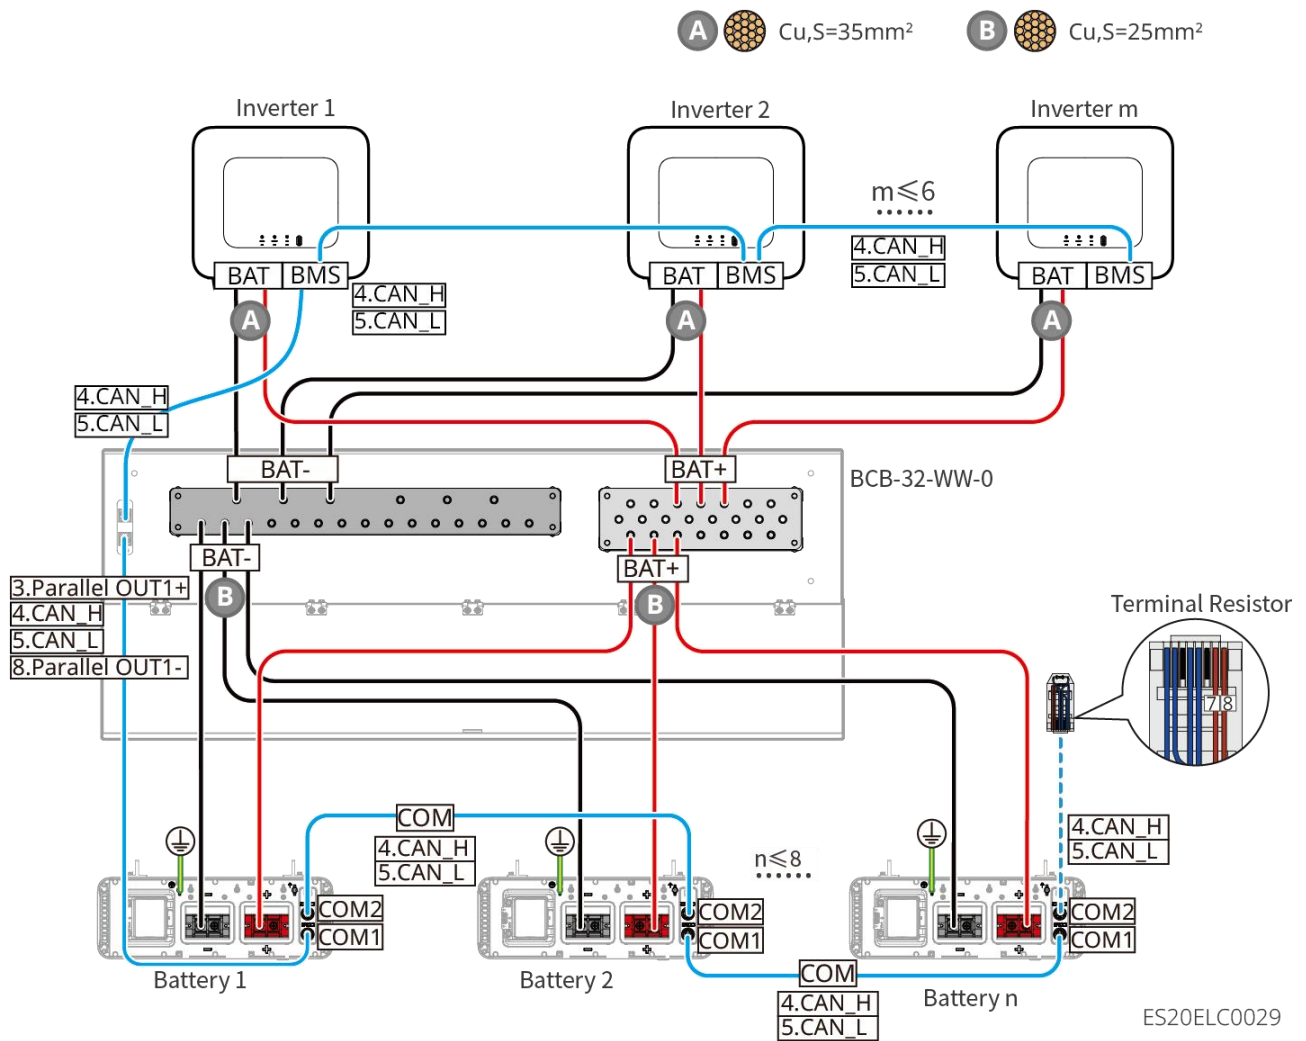 A Cu,S=35mm² B Cu,S=25mm²
Inverter 1
Inverter 2
Inverter m
m≤6
BAT BMS
BAT BMS
BAT BMS
4.CAN_H
5.CAN_L
4.CAN_H
5.CAN_L
A
A
A
4.CAN_H
5.CAN_L
BAT-
BAT+
BCB-32-WW-0
BAT-
BAT+
B
B
3.Parallel OUT1+
4.CAN_H
5.CAN_L
8.Parallel OUT1-
Terminal Resistor
7 8
COM
4.CAN_H
5.CAN_L
n≤8
4.CAN_H
5.CAN_L
COM2
COM1
COM2
COM1
COM2
COM1
Battery 1
Battery 2
Battery n
COM
4.CAN_H
5.CAN_L
ES20ELC0029